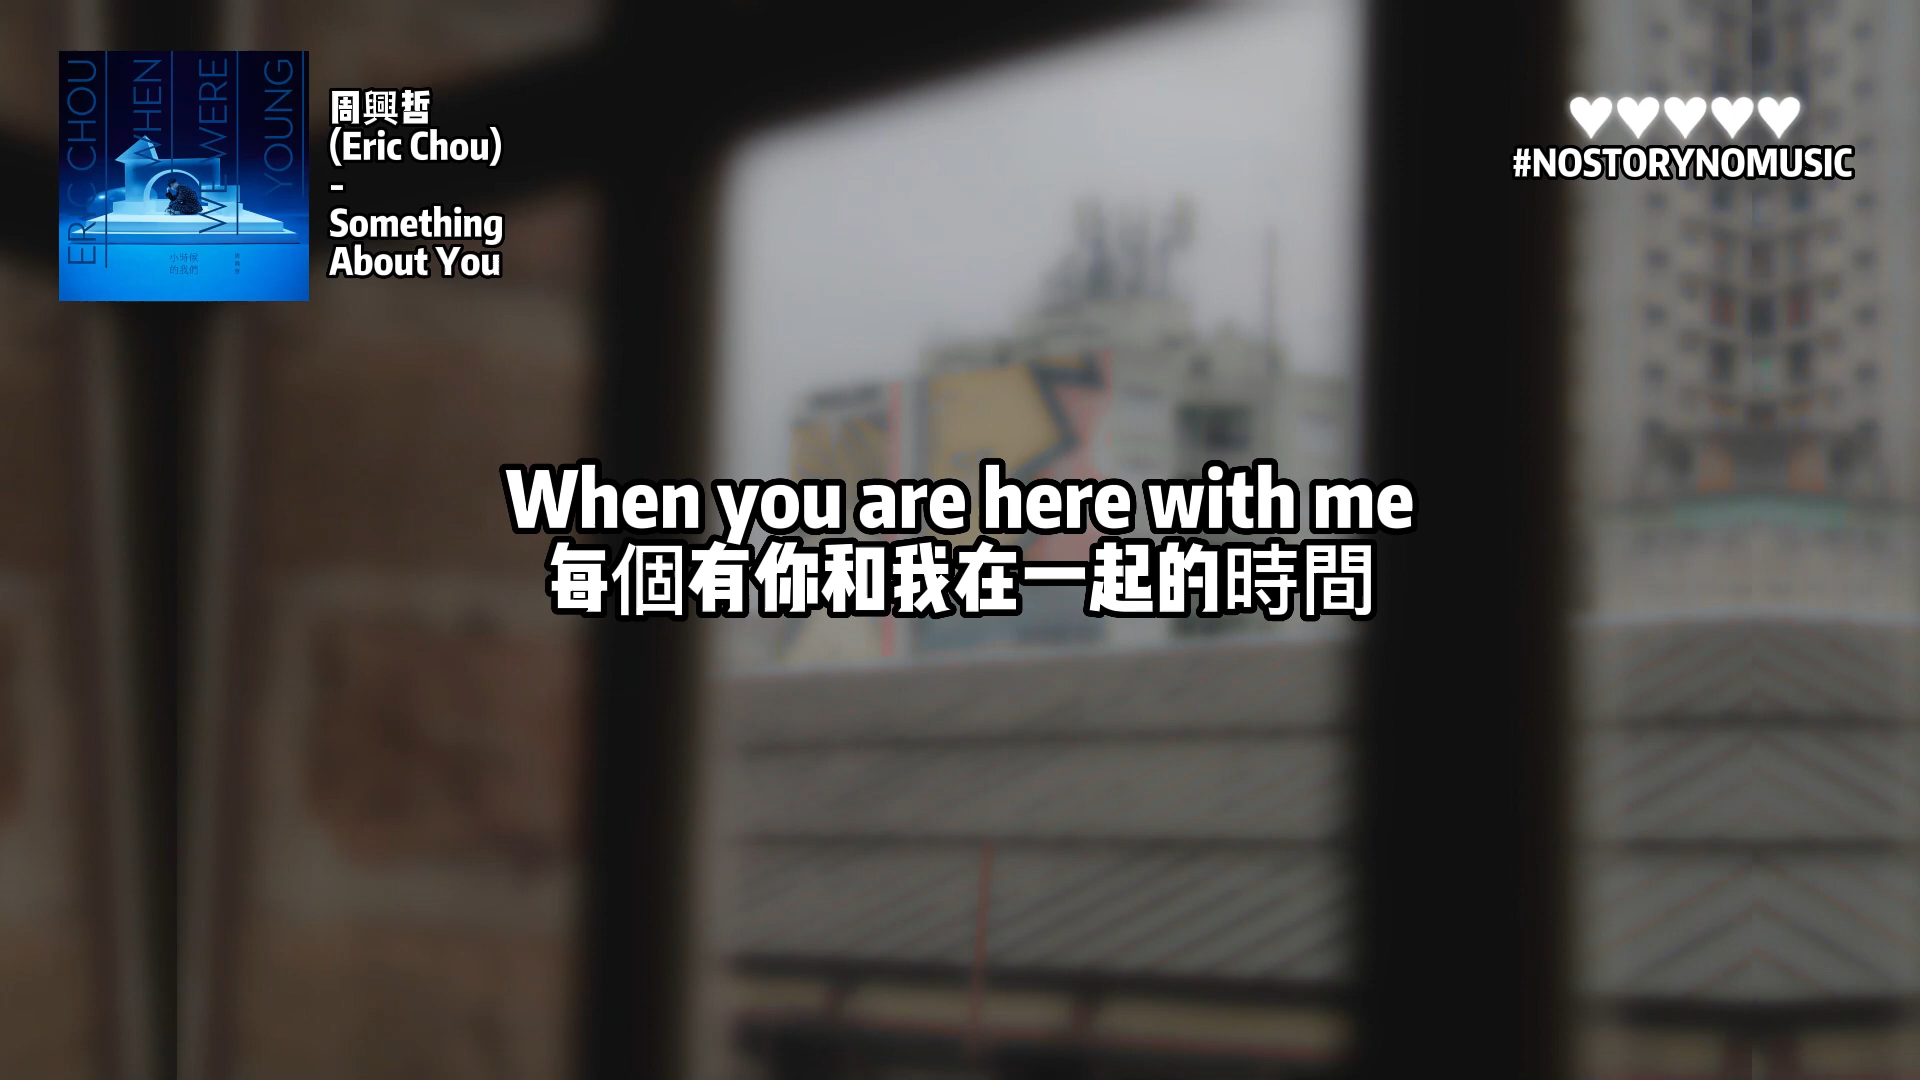 ERIC CHOU
WHEN
WERE
YOUNG
小時候
的我們
周興哲
(Eric Chou)
-
Something
About You
#NOSTORYNOMUSIC
When you are here with me
每個有你和我在一起的時間